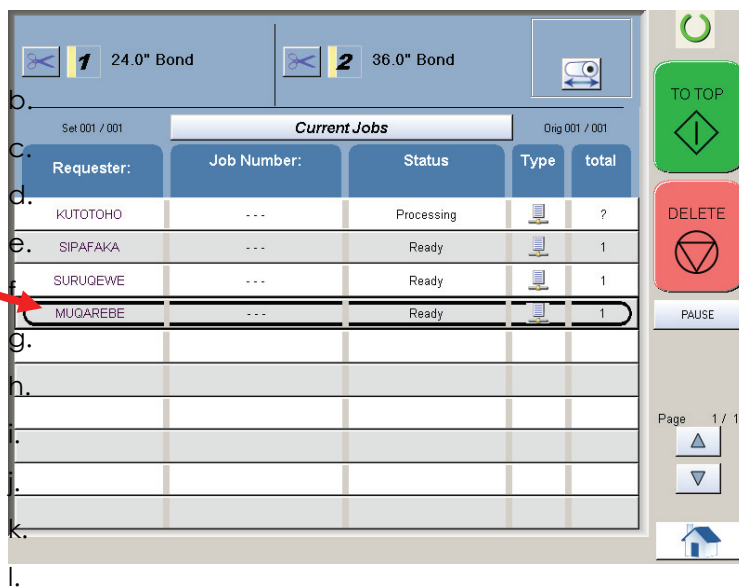 1 24.0" Bond
2 36.0" Bond
TO TOP
b.
Set 001 / 001
Current Jobs
Orig 001 / 001
c.
Requester:
Job Number:
Status
Type
total
d.
KUTOTOHO
- - -
Processing
?
DELETE
e.
SIPAFAKA
- - -
Ready
1
f.
SURUQEWE
- - -
Ready
1
MUQAREBE
- - -
Ready
1
PAUSE
g.
h.
Page 1 / 1
i.
j.
k.
l.